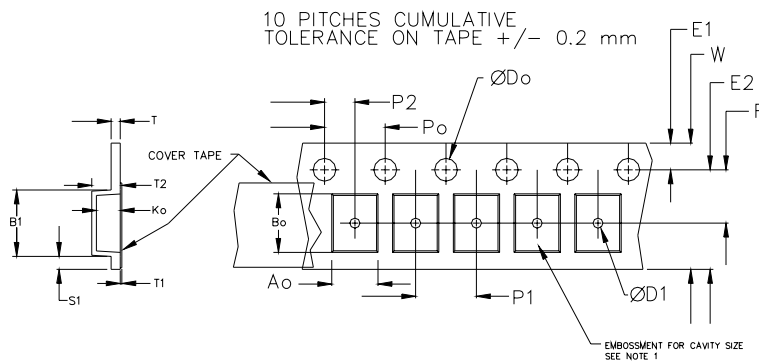 10 PITCHES CUMULATIVE
TOLERANCE ON TAPE +/- 0.2 mm
E1
W
E2
F
P2
ØDo
Po
T
COVER TAPE
T2
Ko
B1
Bo
S1
T1
Ao
P1
ØD1
EMBOSSMENT FOR CAVITY SIZE
SEE NOTE 1